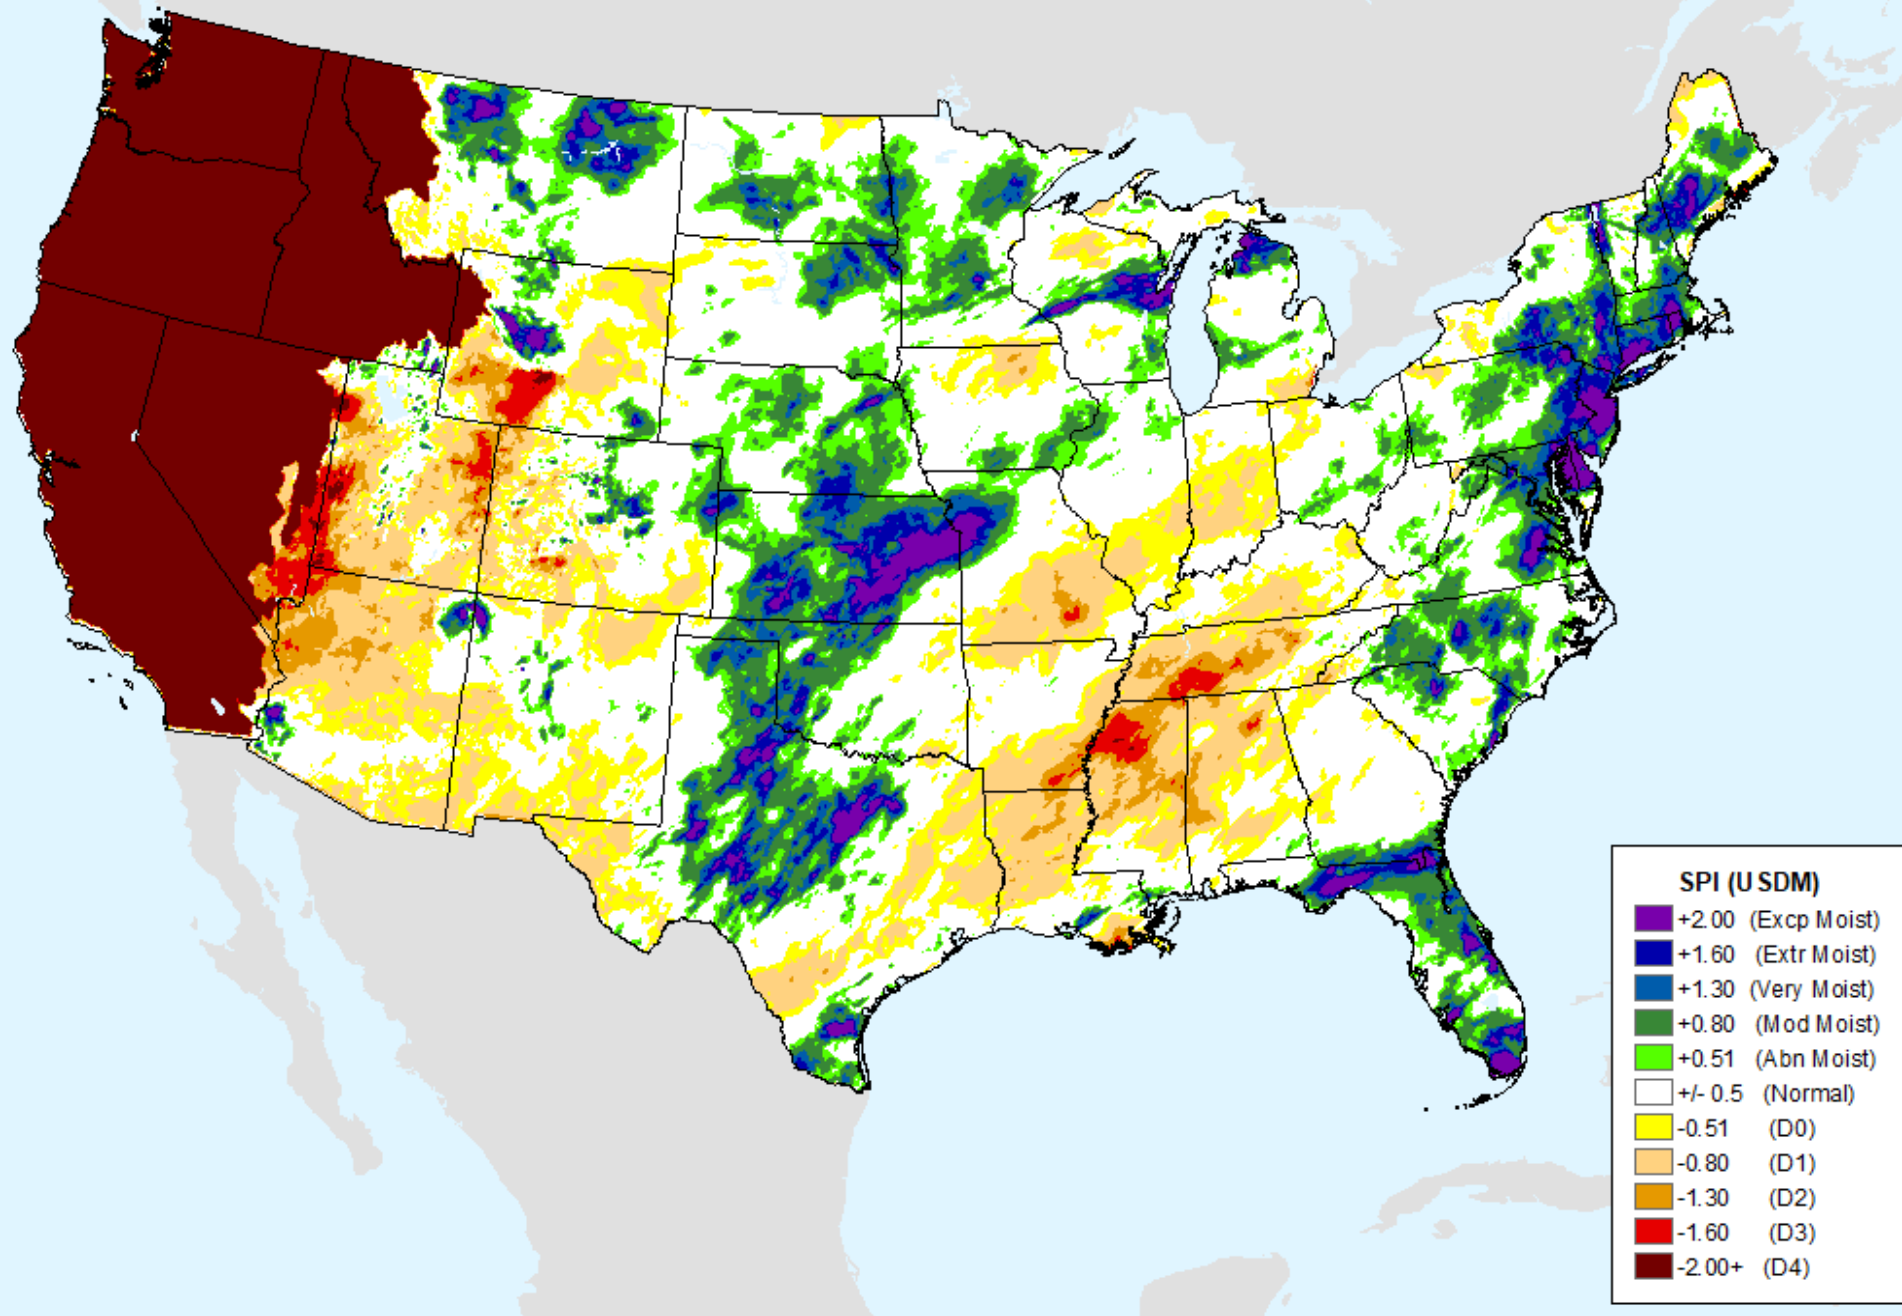 SPI (USDM)
+2.00 (Excp Moist)
+1.60 (Extr Moist)
+1.30 (Very Moist)
+0.80 (Mod Moist)
+0.51 (Abn Moist)
+/- 0.5 (Normal)
-0.51 (D0)
-0.80 (D1)
-1.30 (D2)
-1.60 (D3)
-2.00+ (D4)